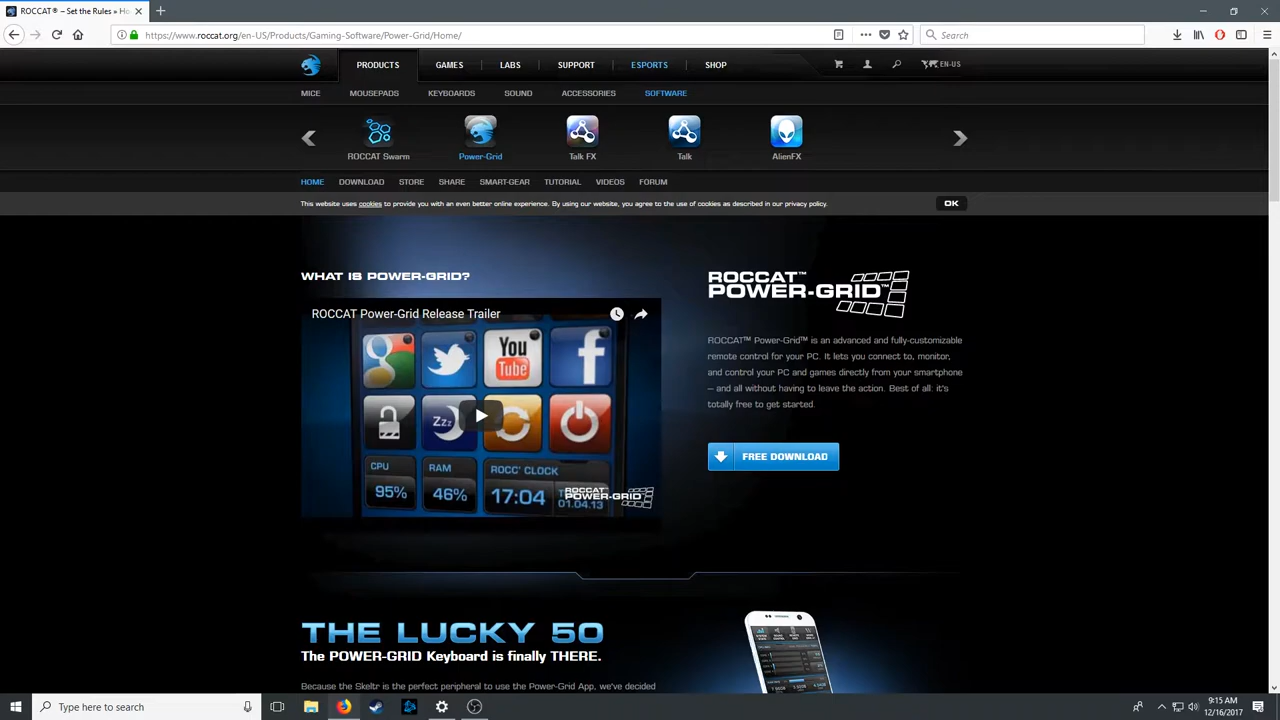 ROCCAT® – Set the Rules » Ho
https://www.roccat.org/en-US/Products/Gaming-Software/Power-Grid/Home/
Search
PRODUCTS
GAMES
LABS
SUPPORT
ESPORTS
SHOP
EN-US
MICE
MOUSEPADS
KEYBOARDS
SOUND
ACCESSORIES
SOFTWARE
ROCCAT Swarm
Power-Grid
Talk FX
Talk
AlienFX
HOME
DOWNLOAD
STORE
SHARE
SMART-GEAR
TUTORIAL
VIDEOS
FORUM
This website uses cookies to provide you with an even better online experience. By using our website, you agree to the use of cookies as described in our privacy policy.
OK
WHAT IS POWER-GRID?
ROCCAT Power-Grid Release Trailer
You
Tube
Zzz
CPU
95%
RAM
46%
ROCC' CLOCK
17:04
01.04.13
ROCCAT
POWER-GRID
ROCCAT™
POWER-GRID™
ROCCAT™ Power-Grid™ is an advanced and fully-customizable
remote control for your PC. It lets you connect to, monitor,
and control your PC and games directly from your smartphone
– and all without having to leave the action. Best of all: it's
totally free to get started.
FREE DOWNLOAD
THE LUCKY 50
The POWER-GRID Keyboard is finally THERE.
Because the Skeltr is the perfect peripheral to use the Power-Grid App, we've decided
Type here to search
9:15 AM
12/16/2017